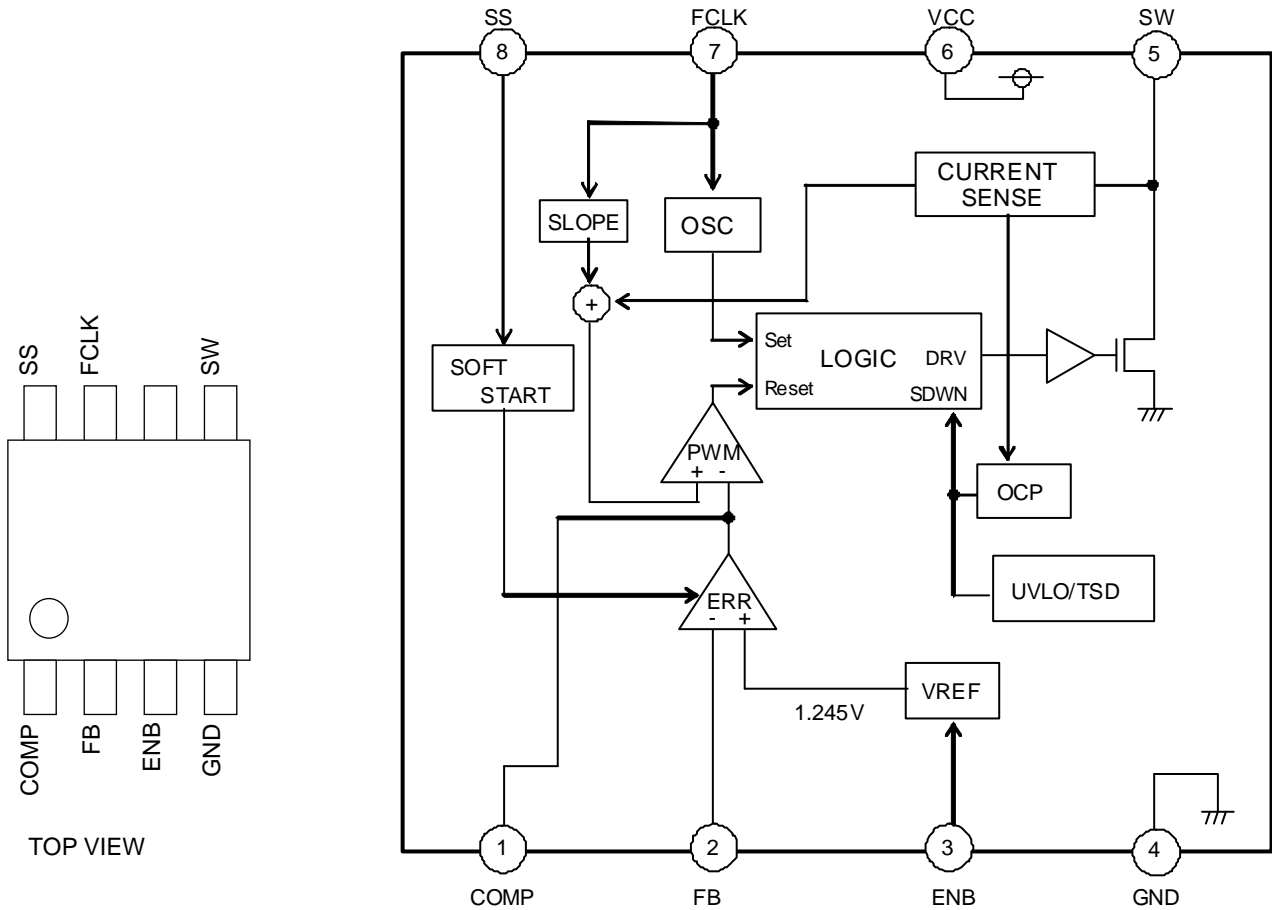 SS
FCLK
SW
COMP
FB
ENB
GND
TOP VIEW
SS
FCLK
VCC
SW
8
7
6
5
CURRENT
SENSE
SLOPE
OSC
+
SOFT
START
Set
LOGIC
DRV
Reset
SDWN
PWM
+ -
OCP
UVLO/TSD
ERR
- +
VREF
1.245V
1
2
3
4
COMP
FB
ENB
GND